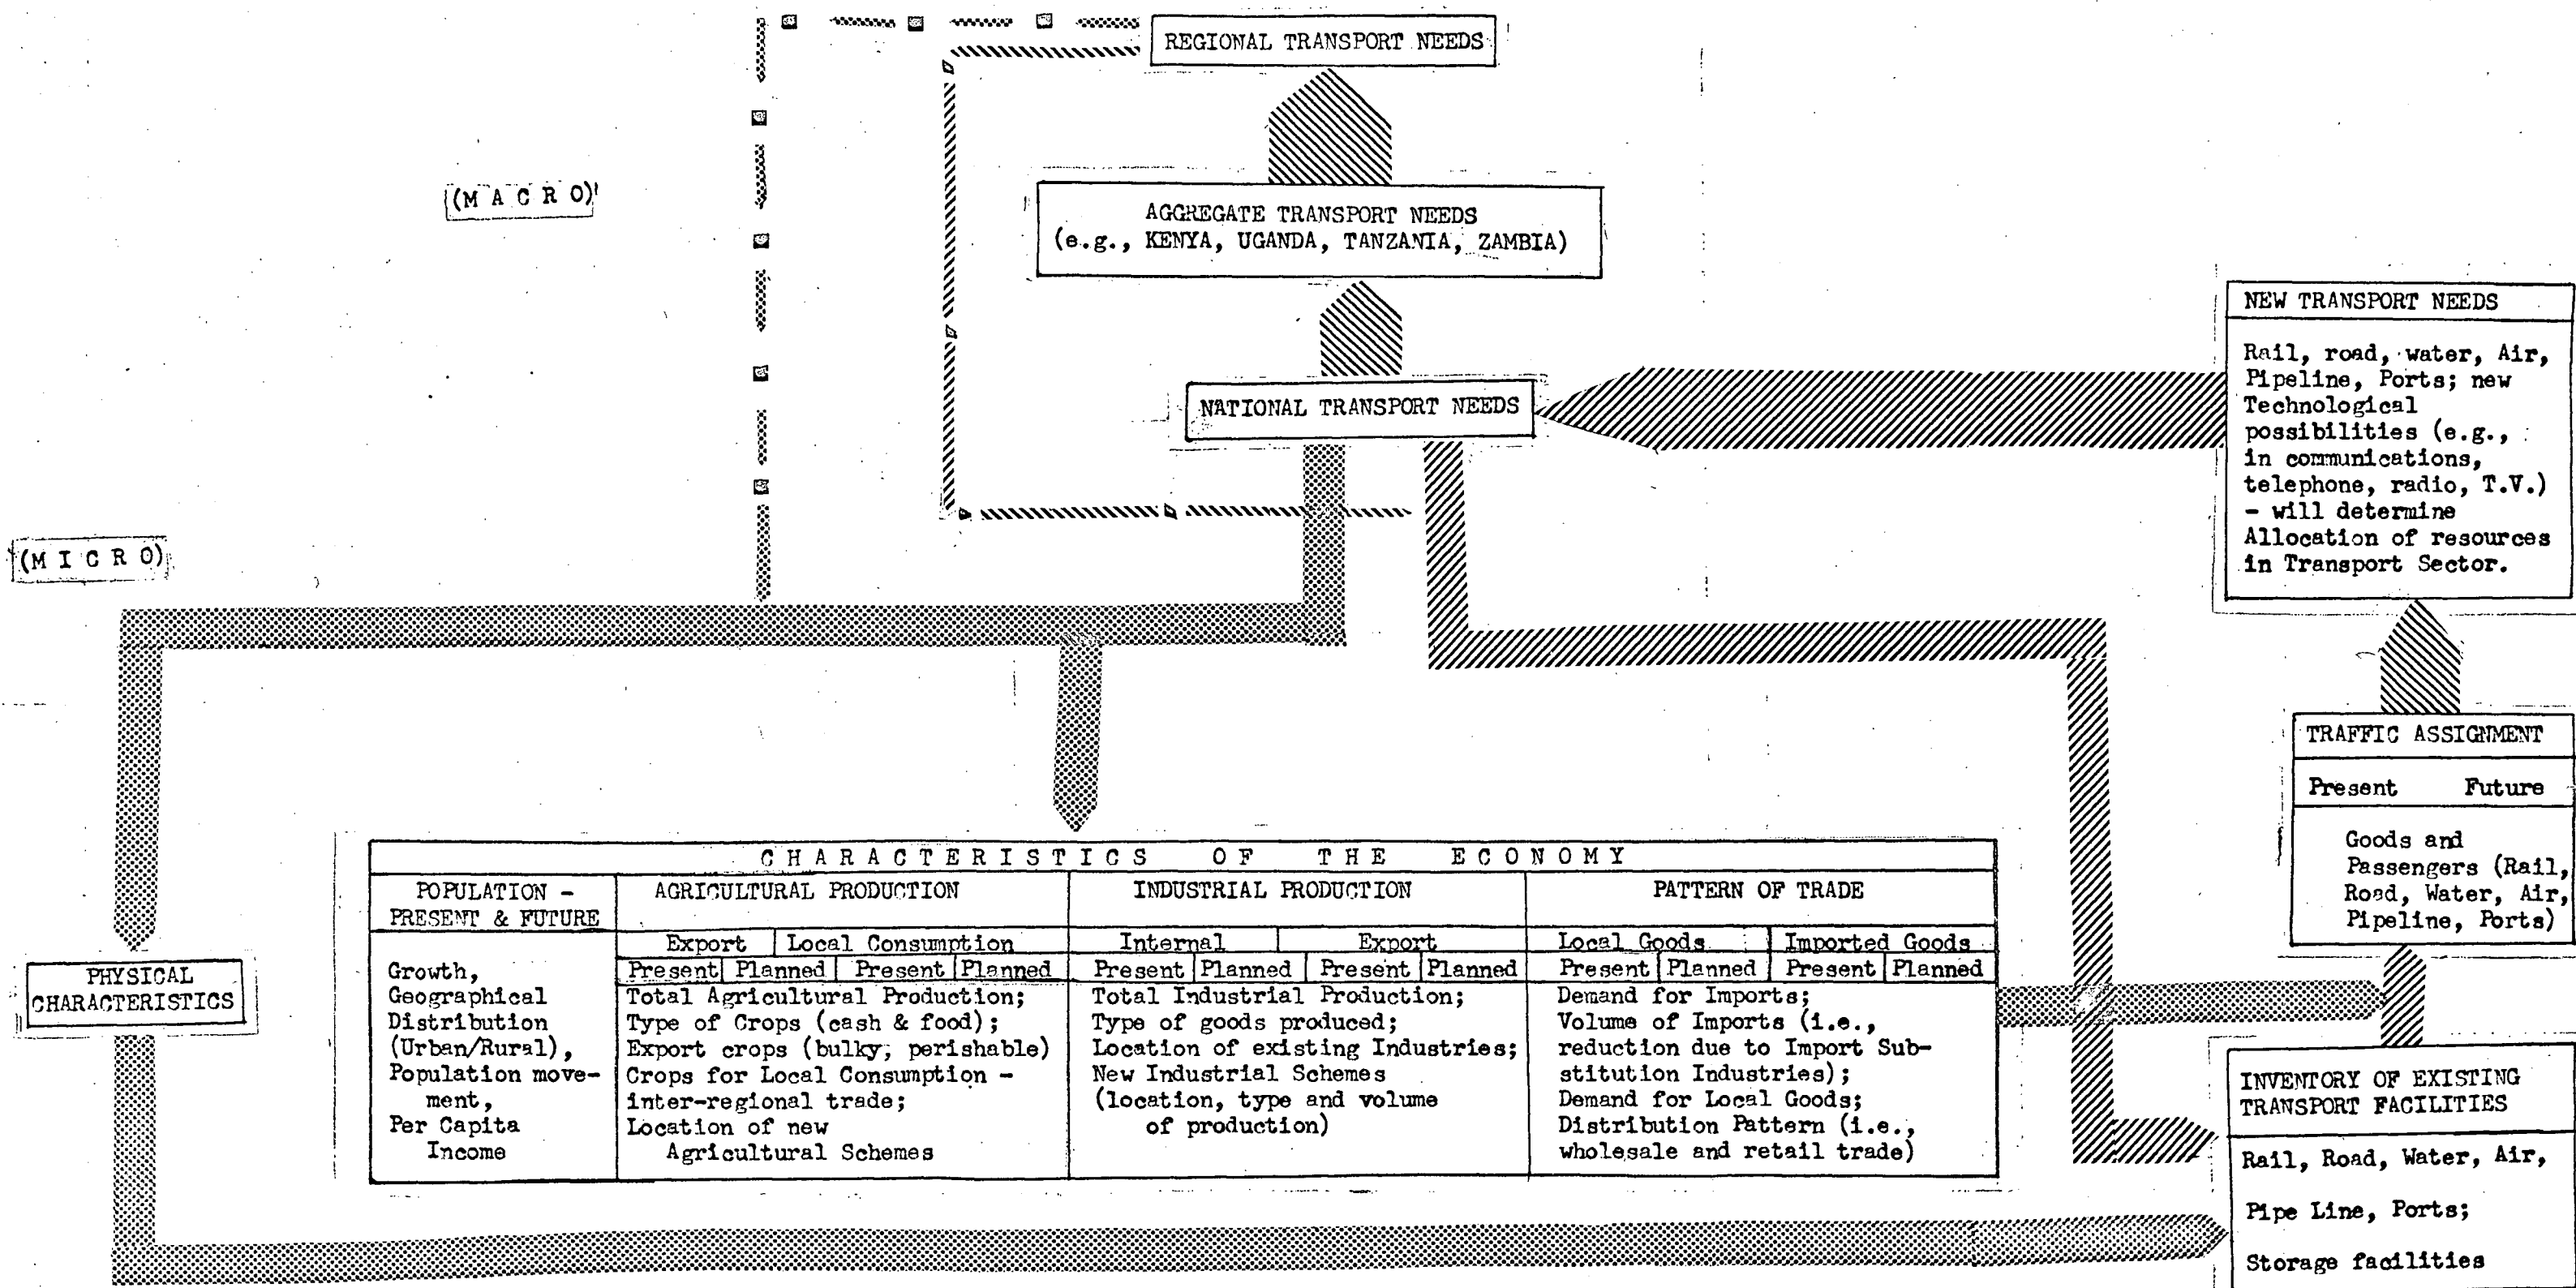 REGIONAL TRANSPORT NEEDS
(M A C R O)
AGGREGATE TRANSPORT NEEDS
(e.g., KENYA, UGANDA, TANZANIA, ZAMBIA)
NEW TRANSPORT NEEDS
Rail, road, water, Air,
Pipeline, Ports; new
Technological
possibilities (e.g.,
in communications,
telephone, radio, T.V.)
- will determine
Allocation of resources
in Transport Sector.
NATIONAL TRANSPORT NEEDS
(M I C R O)
TRAFFIC ASSIGNMENT
Present Future
Goods and
Passengers (Rail,
Road, Water, Air,
Pipeline, Ports)
C H A R A C T E R I S T I C S O F T H E E C O N O M Y
POPULATION -
PRESENT & FUTURE
Growth,
Geographical
Distribution
(Urban/Rural),
Population move-
ment,
Per Capita
Income
AGRICULTURAL PRODUCTION
Export Local Consumption
Present Planned Present Planned
Total Agricultural Production;
Type of Crops (cash & food);
Export crops (bulky, perishable)
Crops for Local Consumption -
inter-regional trade;
Location of new
Agricultural Schemes
INDUSTRIAL PRODUCTION
Internal Export
Present Planned Present Planned
Total Industrial Production;
Type of goods produced;
Location of existing Industries;
New Industrial Schemes
(location, type and volume
of production)
PATTERN OF TRADE
Local Goods Imported Goods
Present Planned Present Planned
Demand for Imports;
Volume of Imports (i.e.,
reduction due to Import Sub-
stitution Industries);
Demand for Local Goods;
Distribution Pattern (i.e.,
wholesale and retail trade)
PHYSICAL
CHARACTERISTICS
INVENTORY OF EXISTING
TRANSPORT FACILITIES
Rail, Road, Water, Air,
Pipe Line, Ports;
Storage facilities